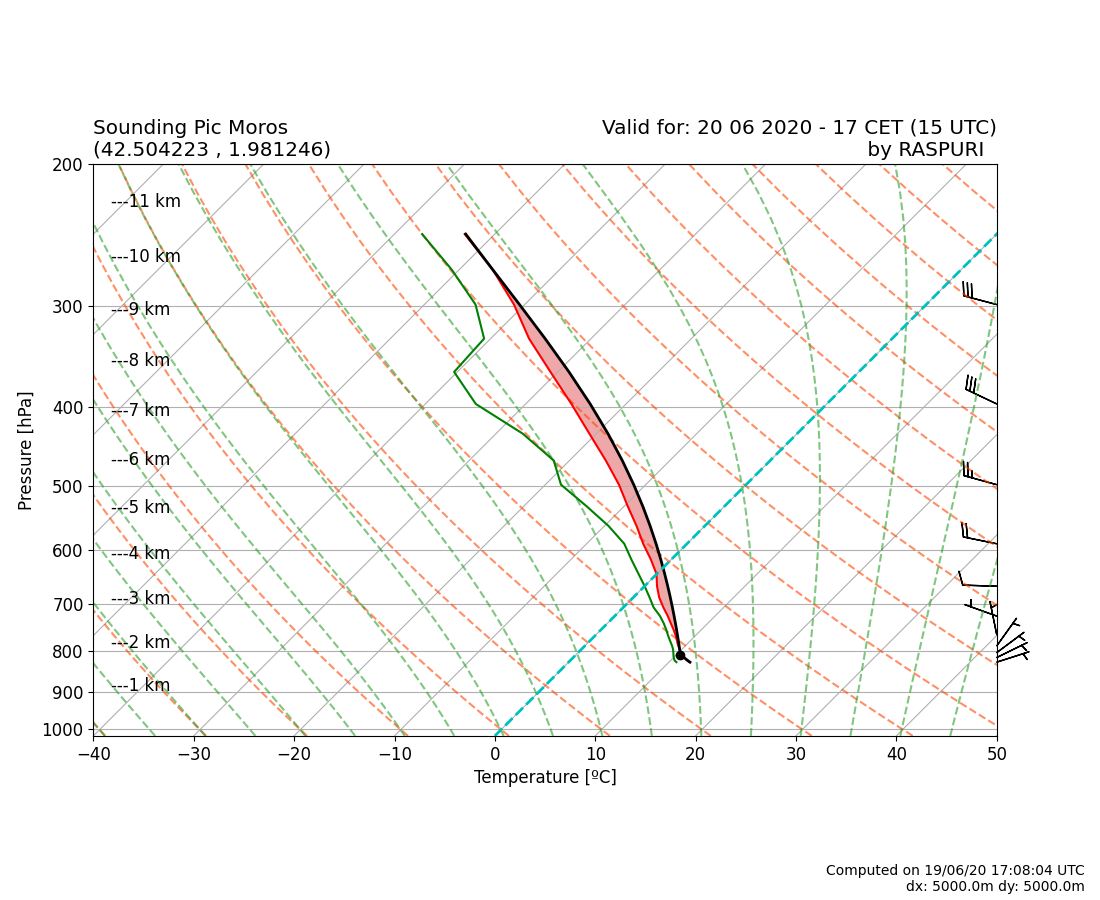 Sounding Pic Moros
(42.504223 , 1.981246)
Valid for: 20 06 2020 - 17 CET (15 UTC)
by RASPURI
200
300
400
500
600
700
800
900
1000
Pressure [hPa]
---11 km
---10 km
---9 km
---8 km
---7 km
---6 km
---5 km
---4 km
---3 km
---2 km
---1 km
−40 −30 −20 −10 0 10 20 30 40 50
Temperature [ºC]
Computed on 19/06/20 17:08:04 UTC
dx: 5000.0m dy: 5000.0m